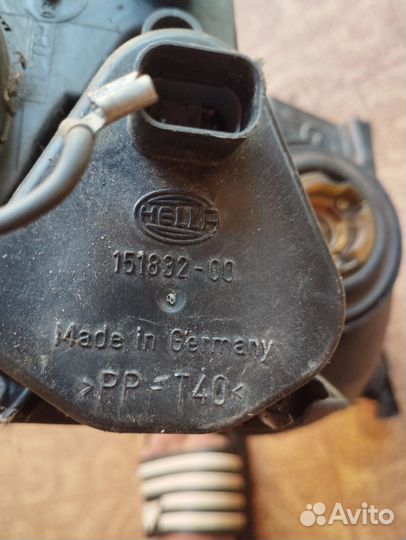 HELLA
151832-00
Made in Germany
>PP-T40<
Avito